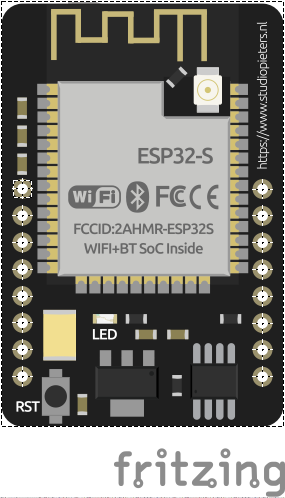 https://www.studiopieters.nl
ESP32-S
WiFi FC CE
FCCID:2AHMR-ESP32S
WIFI+BT SoC Inside
LED
RST
fritzing